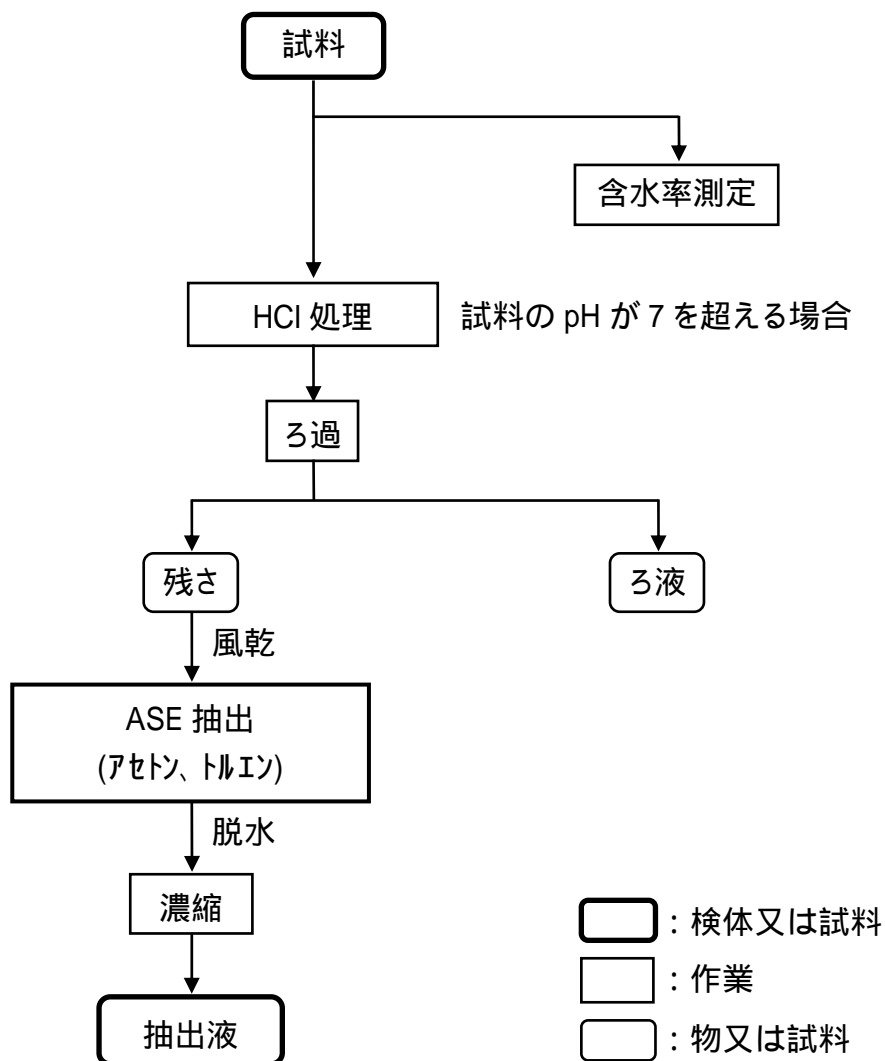 試料
含水率測定
HCl 処理
試料の pH が 7 を超える場合
ろ過
残さ
ろ液
風乾
ASE 抽出
(アセトン、トルエン)
脱水
濃縮
抽出液
：検体又は試料
：作業
：物又は試料